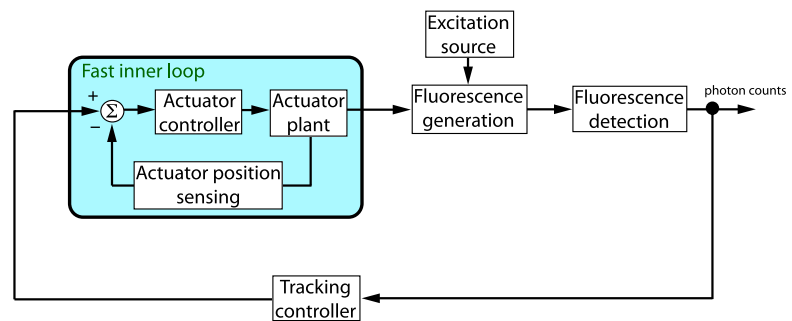 Excitation
source
Fast inner loop
photon counts
+
Σ
−
Actuator
controller
Actuator
plant
Fluorescence
generation
Fluorescence
detection
Actuator position
sensing
Tracking
controller